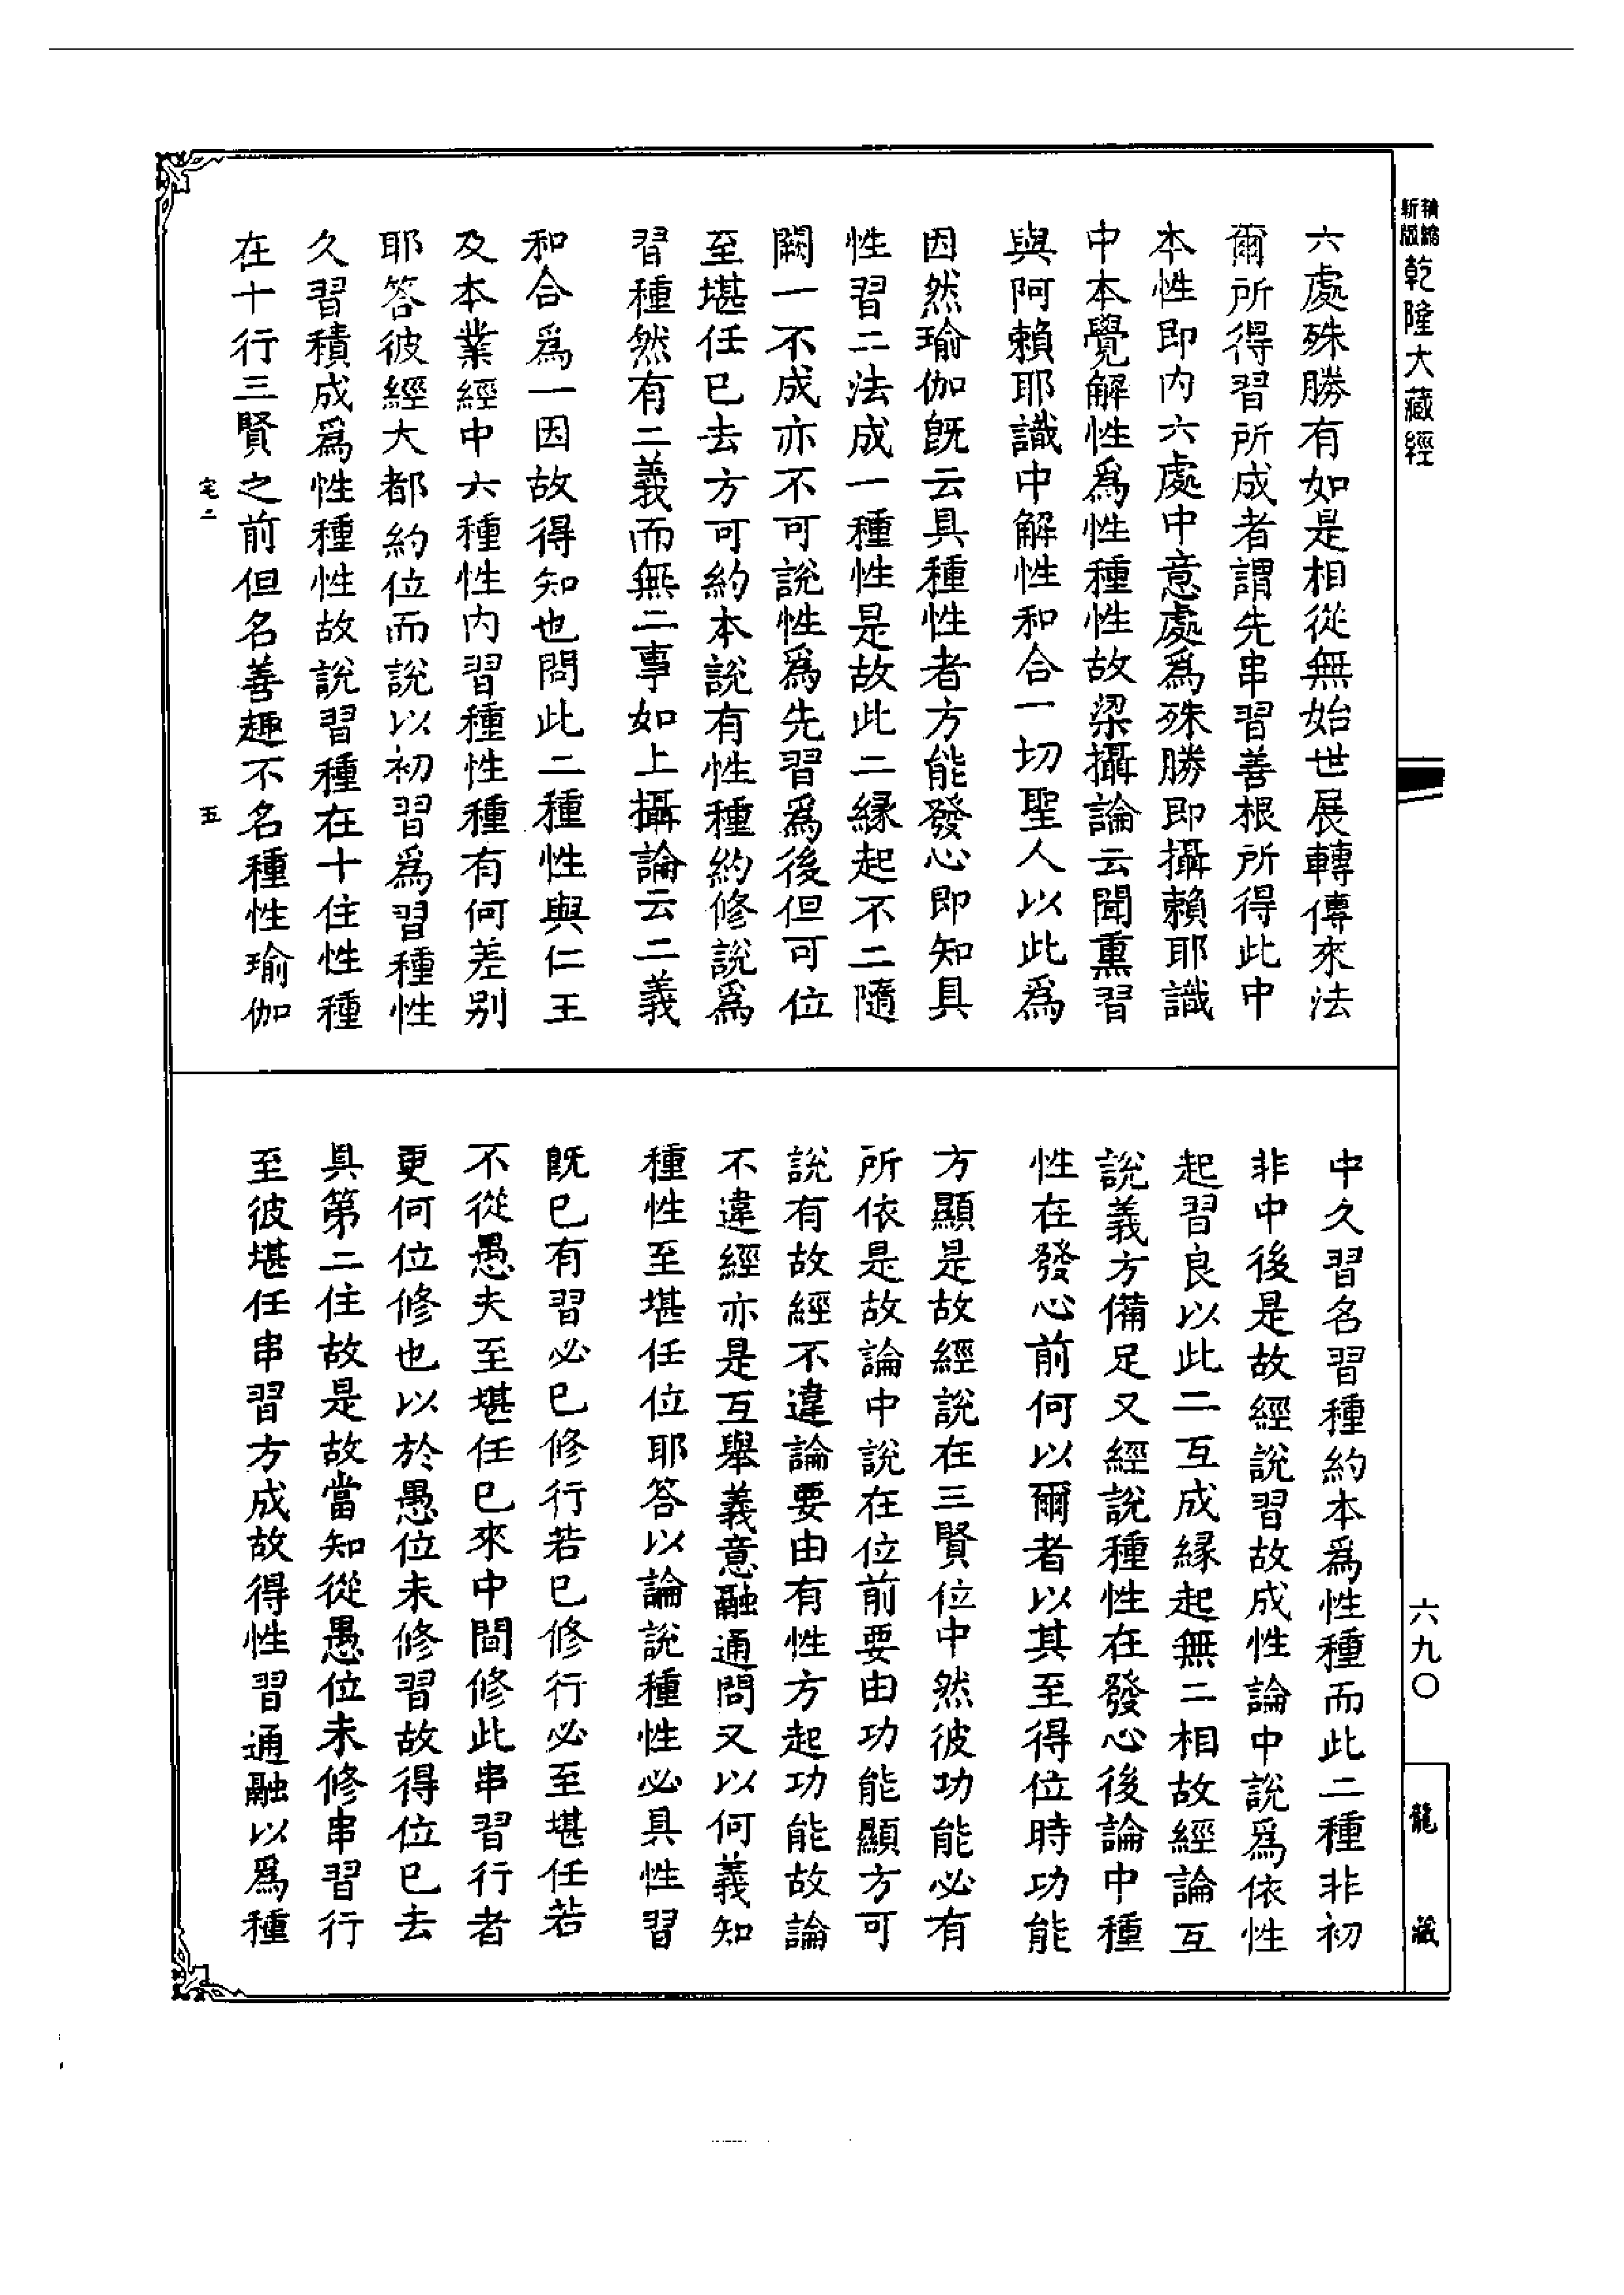 精縮新版乾隆大藏經
六處殊勝有如是相從無始世展轉傳來法
爾所得習所成者謂先串習善根所得此中
本性即內六處中意處為殊勝即攝賴耶識
中本覺解性為性種性故梁攝論云聞熏習
與阿賴耶識中解性和合一切聖人以此為
因然瑜伽既云具種性者方能發心即知具
性習二法成一種性是故此二緣起不二隨
闕一不成亦不可說性為先習為後但可位
至堪任已去方可約本說有性種約修說為
習種然有二義而無二事如上攝論云二義
和合為一因故得知也問此二種性與仁王
及本業經中六種性內習種性種有何差別
耶答彼經大都約位而說以初習為習種性
久習積成為性種性故說習種在十住性種
在十行三賢之前但名善趣不名種性瑜伽
宅二
五
中久習名習種約本為性種而此二種非初
非中後是故經說習故成性論中說為依性
起習良以此二互成緣起無二相故經論互
說義方備足又經說種性在發心後論中種
性在發心前何以爾者以其至得位時功能
方顯是故經說在三賢位中然彼功能必有
所依是故論中說在位前要由功能顯方可
說有故經不違論要由有性方起功能故論
不違經亦是互舉義意融通問又以何義知
種性至堪任位耶答以論說種性必具性習
既已有習必已修行若已修行必至堪任若
不從愚夫至堪任已來中間修此串習行者
更何位修也以於愚位未修習故得位已去
具第二住故是故當知從愚位未修串習行
至彼堪任串習方成故得性習通融以為種
六九〇
龍藏